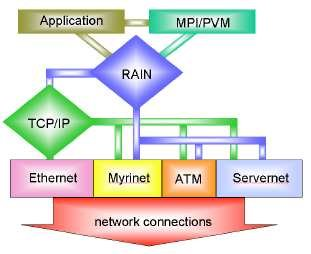 Application
MPI/PVM
RAIN
TCP/IP
Ethernet
Myrinet
ATM
Servernet
network connections